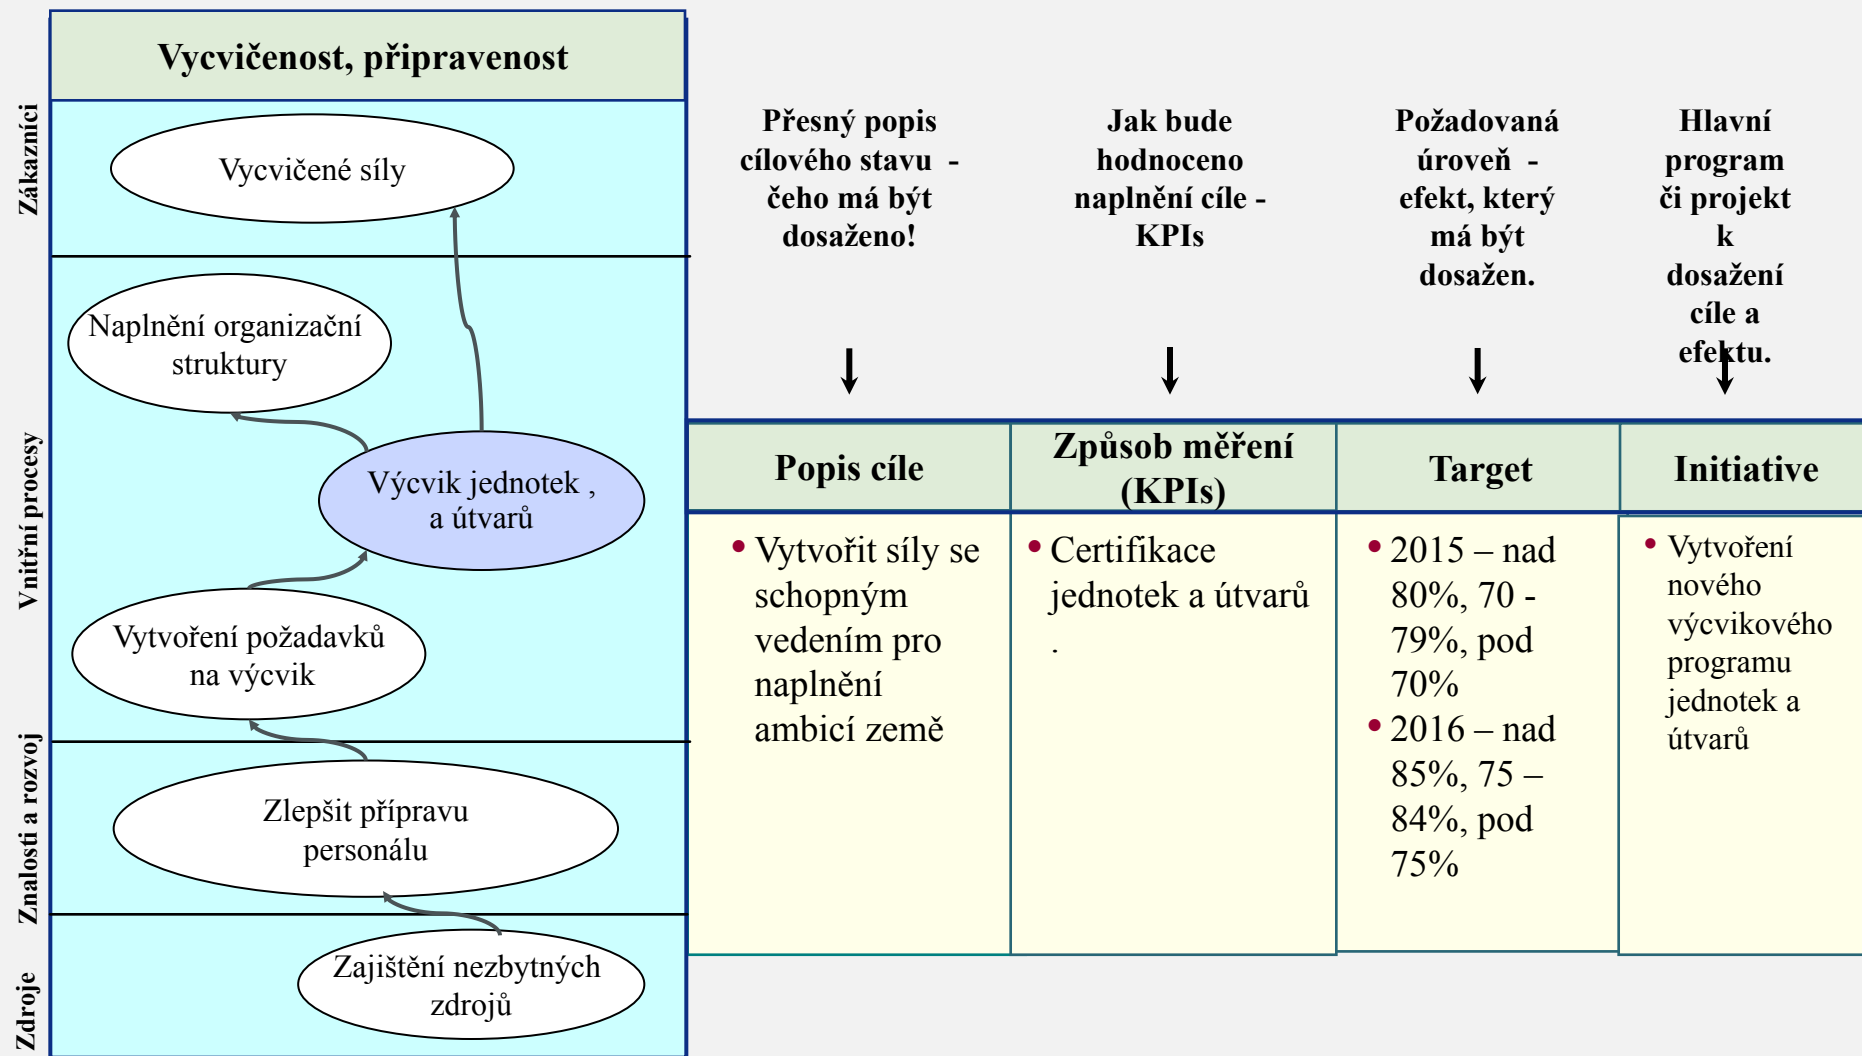 Vycvičenost, připravenost
Zákazníci
Vycvičené síly
Vnitřní procesy
Naplnění organizační
struktury
Výcvik jednotek ,
a útvarů
Vytvoření požadavků
na výcvik
Znalosti a rozvoj
Zlepšit přípravu
personálu
Zdroje
Zajištění nezbytných
zdrojů
Přesný popis
cílového stavu -
čeho má být
dosaženo!
Jak bude
hodnoceno
naplnění cíle -
KPIs
Požadovaná
úroveň -
efekt, který
má být
dosažen.
Hlavní
program
či projekt
k
dosažení
cíle a
efektu.
Popis cíle
Způsob měření
(KPIs)
Target
Initiative
• Vytvořit síly se
schopným
vedením pro
naplnění
ambicí země
• Certifikace
jednotek a útvarů
.
• 2015 – nad
80%, 70 -
79%, pod
70%
• 2016 – nad
85%, 75 –
84%, pod
75%
• Vytvoření
nového
výcvikového
programu
jednotek a
útvarů